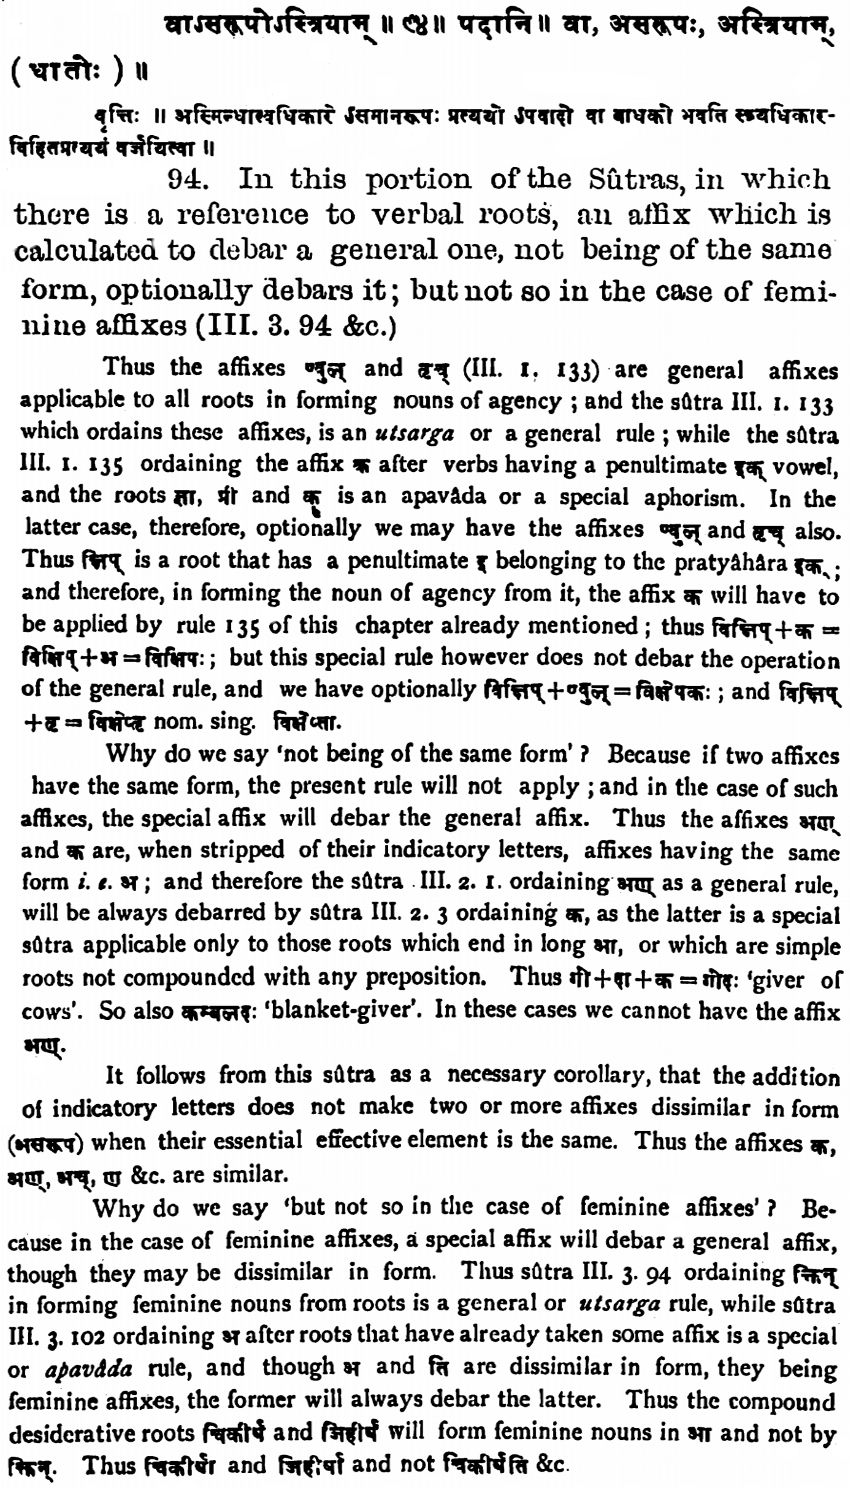 वाऽसरूपोऽस्त्रियाम् ॥ ९४॥ पदानि ॥ वा, असरूपः, अस्त्रियाम्,
(धातोः) ॥
वृत्तिः ॥ अस्मिन्धात्वधिकारे ऽसमानरूपः प्रत्ययो ऽपवादो वा बाधको भवति स्त्र्यधिकार-
विहितप्रत्ययं वर्जयित्वा ॥
94. In this portion of the Sûtras, in which
there is a reference to verbal roots, an affix which is
calculated to debar a general one, not being of the same
form, optionally debars it; but not so in the case of femi-
nine affixes (III. 3. 94 &c.)
Thus the affixes ण्वुल् and तृच् (III. 1. 133) are general affixes
applicable to all roots in forming nouns of agency; and the sûtra III. 1. 133
which ordains these affixes, is an utsarga or a general rule; while the sûtra
III. 1. 135 ordaining the affix क after verbs having a penultimate इक् vowel,
and the roots ज्ञा, प्री and कृ is an apavâda or a special aphorism. In the
latter case, therefore, optionally we may have the affixes ण्वुल् and तृच् also.
Thus क्षिप् is a root that has a penultimate इ belonging to the pratyâhâra इक्;
and therefore, in forming the noun of agency from it, the affix क will have to
be applied by rule 135 of this chapter already mentioned; thus विक्षिप्+क =
विक्षिप्+अ=विक्षिपः; but this special rule however does not debar the operation
of the general rule, and we have optionally विक्षिप्+ण्वुल्=विक्षेपकः; and विक्षिप्
+तृ=विक्षेप्तृ nom. sing. विक्षेप्ता.
Why do we say 'not being of the same form'? Because if two affixes
have the same form, the present rule will not apply; and in the case of such
affixes, the special affix will debar the general affix. Thus the affixes अण्
and क are, when stripped of their indicatory letters, affixes having the same
form i. e. अ; and therefore the sûtra III. 2. 1. ordaining अण् as a general rule,
will be always debarred by sûtra III. 2. 3 ordaining क, as the latter is a special
sûtra applicable only to those roots which end in long आ, or which are simple
roots not compounded with any preposition. Thus गो+दा+क=गोदः 'giver of
cows'. So also कम्बलदः 'blanket-giver'. In these cases we cannot have the affix
अण्.
It follows from this sûtra as a necessary corollary, that the addition
of indicatory letters does not make two or more affixes dissimilar in form
(असरूप) when their essential effective element is the same. Thus the affixes क,
अण्, अच्, ण &c. are similar.
Why do we say 'but not so in the case of feminine affixes'? Be-
cause in the case of feminine affixes, a special affix will debar a general affix,
though they may be dissimilar in form. Thus sûtra III. 3. 94 ordaining क्तिन्
in forming feminine nouns from roots is a general or utsarga rule, while sûtra
III. 3. 102 ordaining अ after roots that have already taken some affix is a special
or apavâda rule, and though अ and ति are dissimilar in form, they being
feminine affixes, the former will always debar the latter. Thus the compound
desiderative roots चिकीर्ष and जिहीर्ष will form feminine nouns in आ and not by
क्तिन्. Thus चिकीर्षा and जिहीर्षा and not चिकीर्षति &c.